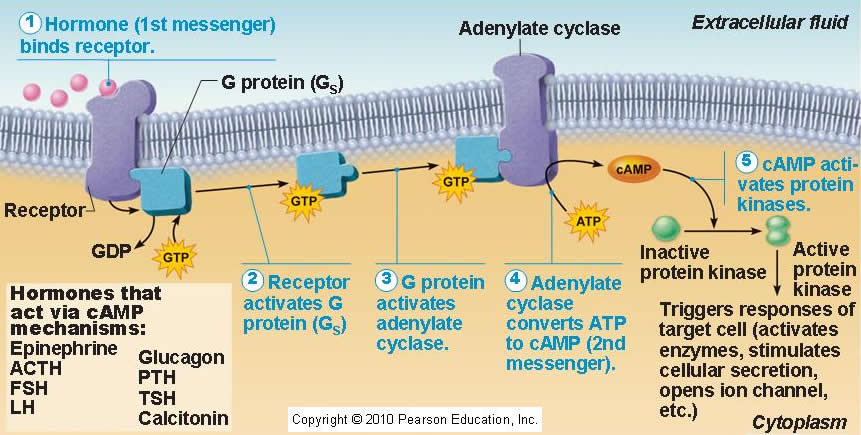 1 Hormone (1st messenger)
binds receptor.
Adenylate cyclase
Extracellular fluid
G protein (GS)
5 cAMP acti-
vates protein
kinases.
cAMP
GTP
GTP
ATP
Receptor
GDP
GTP
Inactive
protein kinase
Active
protein
kinase
2 Receptor
activates G
protein (GS)
3 G protein
activates
adenylate
cyclase.
4 Adenylate
cyclase
converts ATP
to cAMP (2nd
messenger).
Triggers responses of
target cell (activates
enzymes, stimulates
cellular secretion,
opens ion channel,
etc.)
Hormones that
act via cAMP
mechanisms:
Epinephrine
ACTH
FSH
LH
Glucagon
PTH
TSH
Calcitonin
Copyright © 2010 Pearson Education, Inc.
Cytoplasm